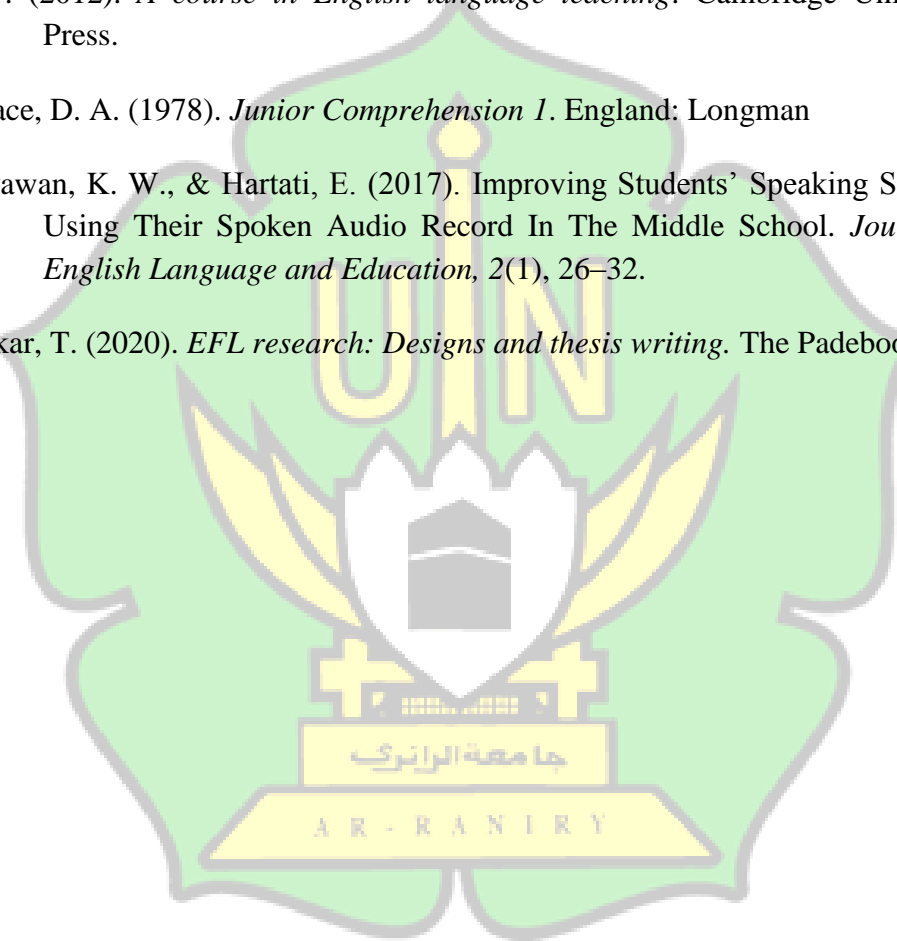 (2012). A course in English language teaching. Cambridge Uni
Press.
ace, D. A. (1978). Junior Comprehension 1. England: Longman
awan, K. W., & Hartati, E. (2017). Improving Students’ Speaking S
Using Their Spoken Audio Record In The Middle School. Jou
English Language and Education, 2(1), 26–32.
kar, T. (2020). EFL research: Designs and thesis writing. The Padeboo
UIN
جامعة الرانري
AR-RANIRY